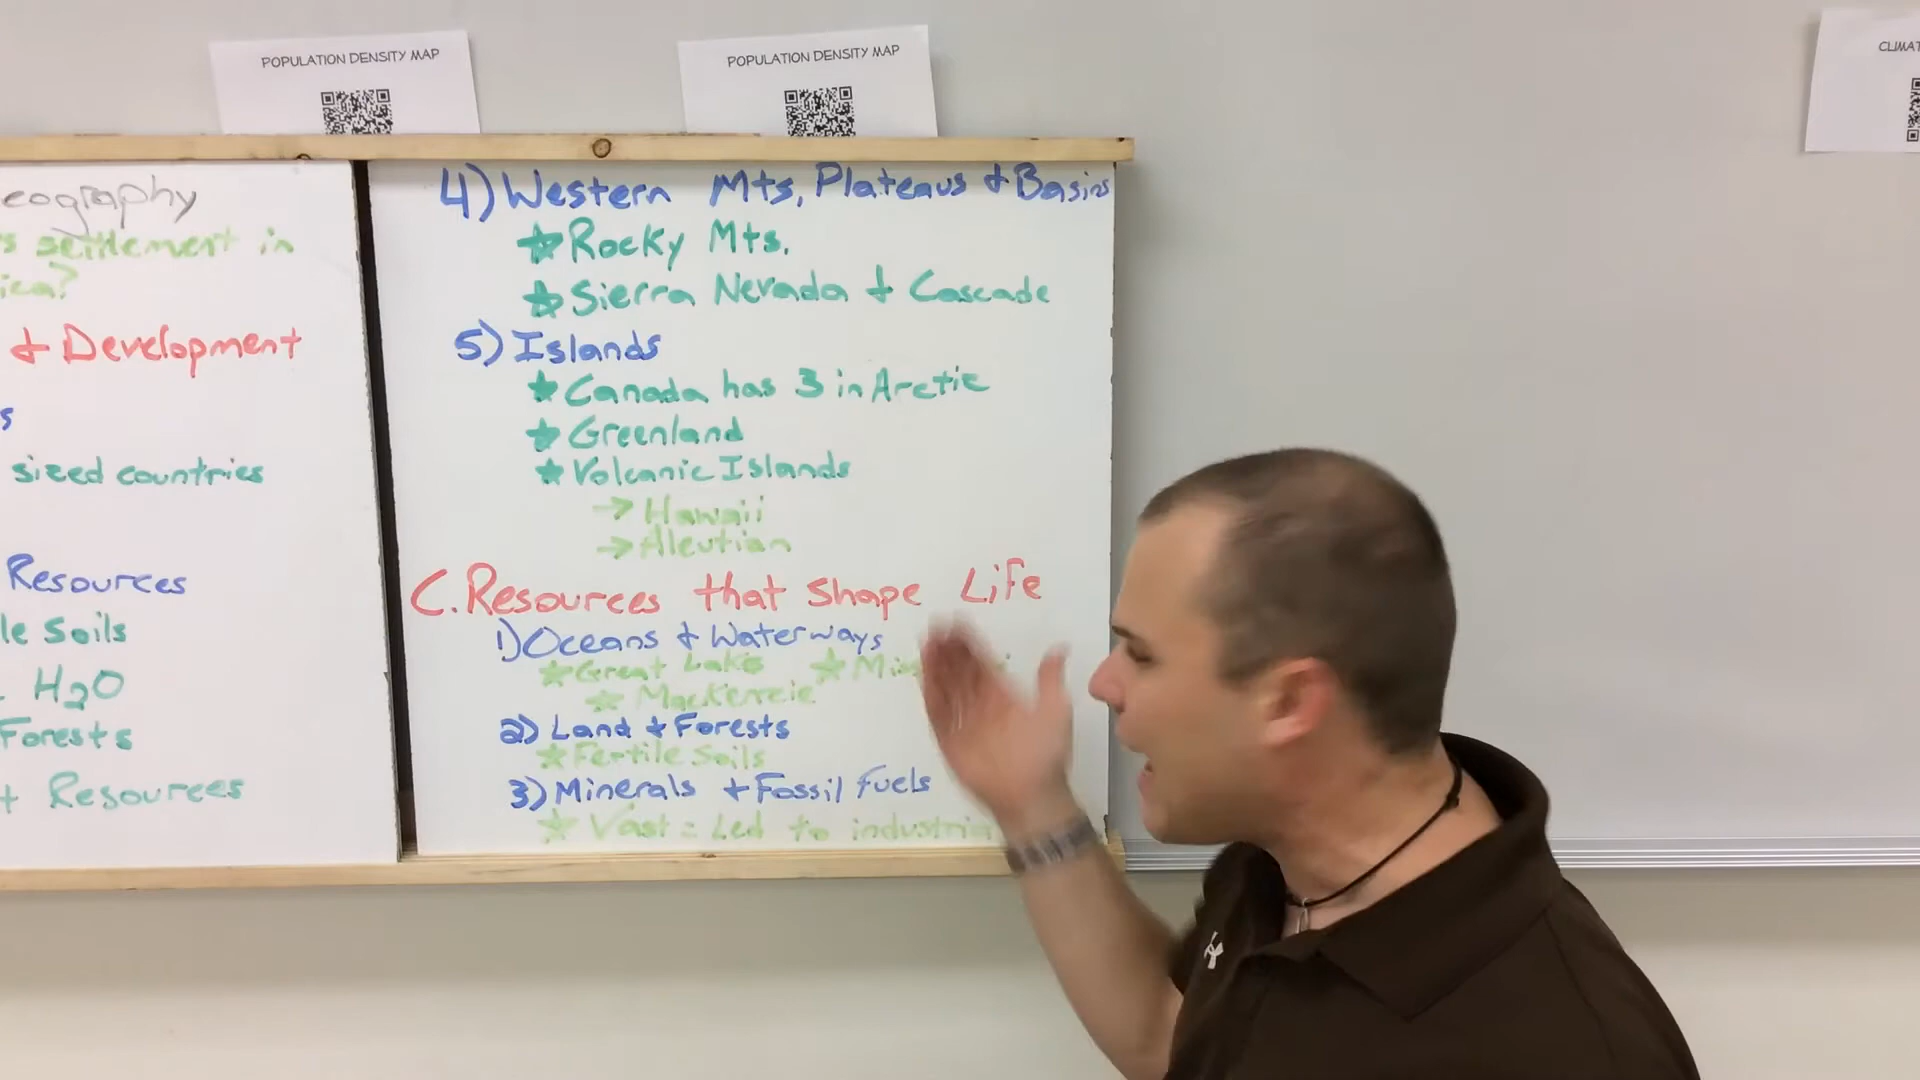 POPULATION DENSITY MAP
POPULATION DENSITY MAP
eography
settlement in
ica?
+ Development
s
sized countries
Resources
le Soils
H2O
Forests
+ Resources
4) Western Mts, Plateaus + Basins
Rocky Mts.
Sierra Nevada + Cascade
5) Islands
Canada has 3 in Arctic
Greenland
Volcanic Islands
→ Hawaii
→ Aleutian
C. Resources that Shape Life
1) Oceans + Waterways
Great Lakes
Mackenzie
2) Land + Forests
Fertile Soils
3) Minerals + Fossil Fuels
Vast = Led to industria